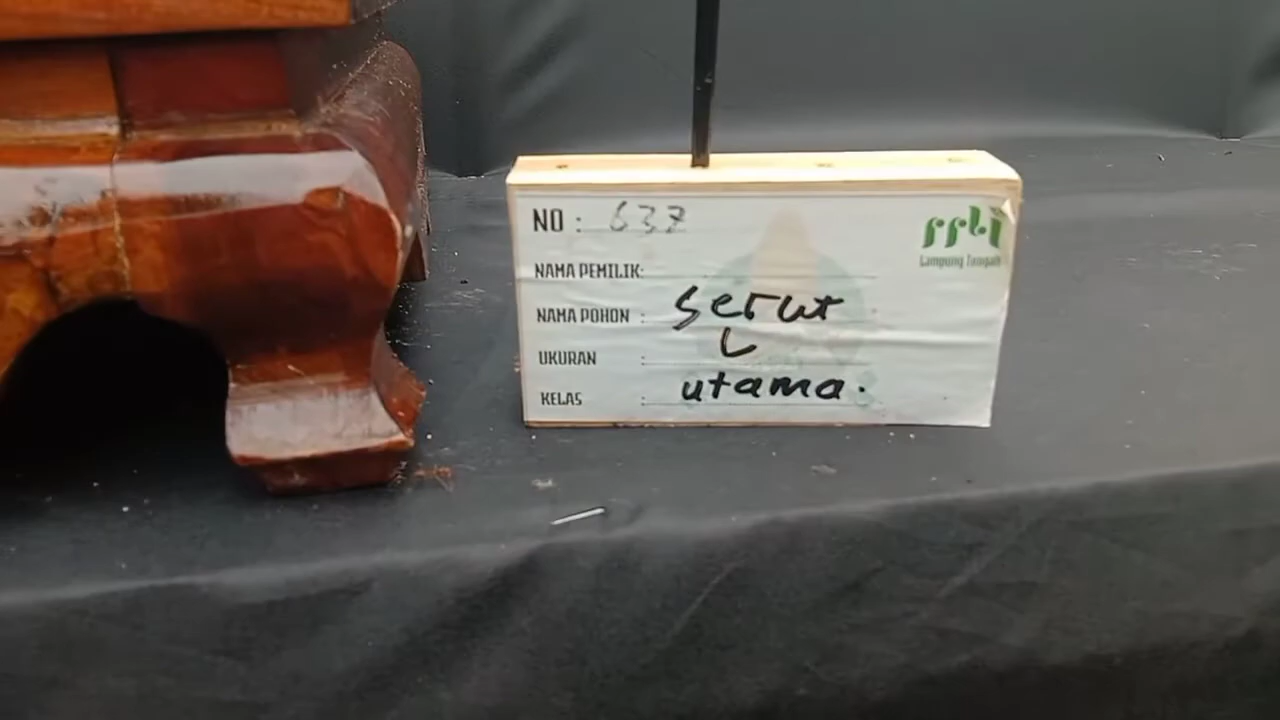 NO : 637
PPBI
Lampung Tengah
NAMA PEMILIK:
NAMA POHON : serut
UKURAN : L
KELAS : utama.